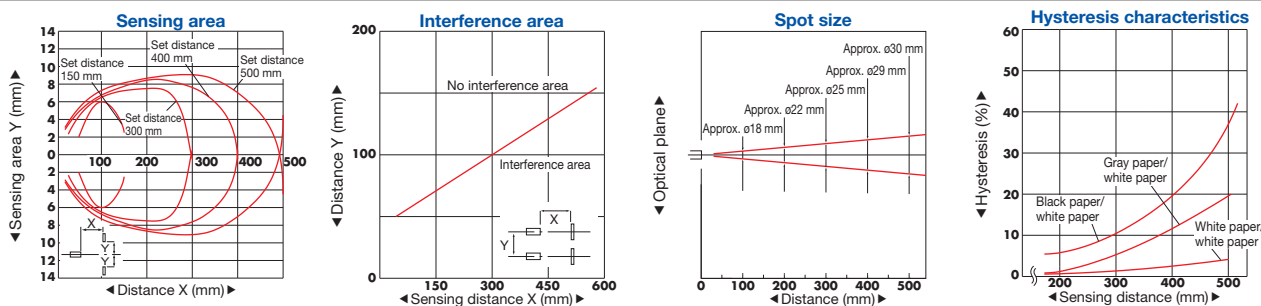 Sensing area
14
12
10
8
6
4
2
0
2
4
6
8
10
12
14
◀Sensing area Y (mm)▶
Set distance
150 mm
Set distance
400 mm
Set distance
500 mm
Set distance
300 mm
100
200
300
400
500
X
Y
Y
◀Distance X (mm)▶
Interference area
200
100
0
◀Distance Y (mm)▶
No interference area
Interference area
X
Y
150
300
450
600
◀Sensing distance X (mm)▶
Spot size
◀Optical plane▶
Approx. ø30 mm
Approx. ø29 mm
Approx. ø25 mm
Approx. ø22 mm
Approx. ø18 mm
0
100
200
300
400
500
◀Distance (mm)▶
Hysteresis characteristics
60
50
40
30
20
10
0
◀Hysteresis (%)▶
Gray paper/
white paper
Black paper/
white paper
White paper/
white paper
200
300
400
500
◀Sensing distance (mm)▶